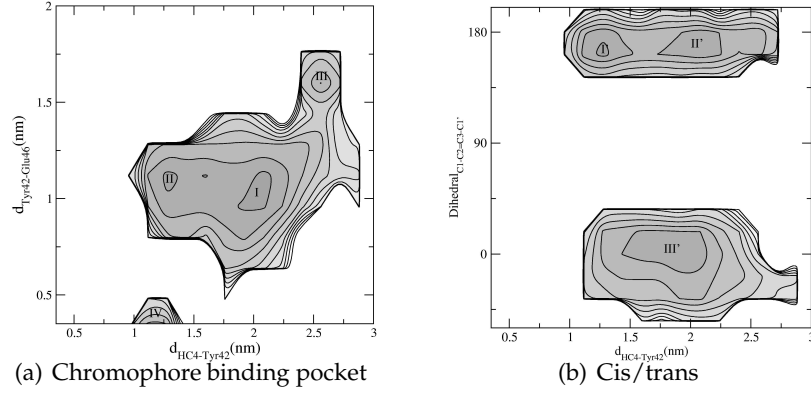 2
1.5
1
0.5
d_Tyr42-Glu46(nm)
III
II
I
IV
0.5 1 1.5 2 2.5 3
d_HC4-Tyr42(nm)
(a) Chromophore binding pocket
180
90
0
Dihedral_C1-C2=C3-C1'
I'
II'
III'
0.5 1 1.5 2 2.5 3
d_HC4-Tyr42(nm)
(b) Cis/trans